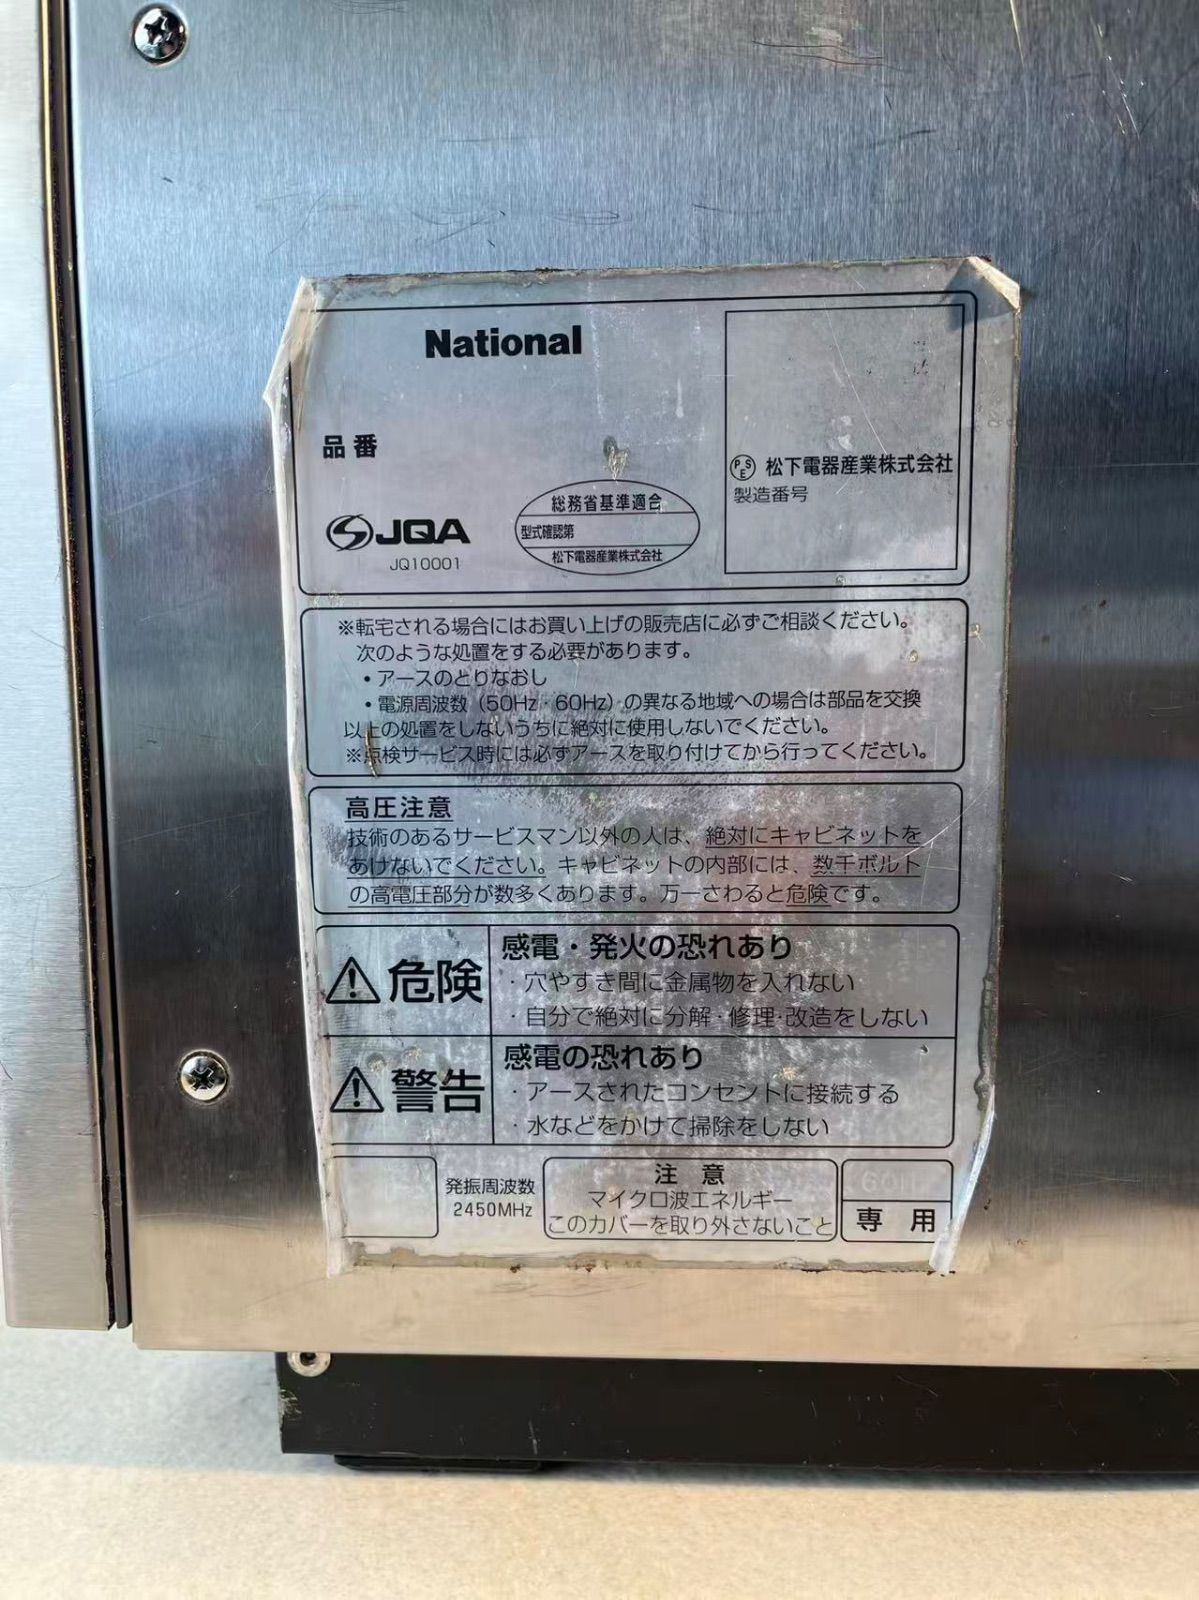 National
品番
JQA
JQ10001
総務省基準適合
型式確認第
松下電器産業株式会社
PSE 松下電器産業株式会社
製造番号
※転宅される場合にはお買い上げの販売店に必ずご相談ください。
次のような処置をする必要があります。
・アースのとりなおし
・電源周波数(50Hz・60Hz)の異なる地域への場合は部品を交換
以上の処置をしないうちに絶対に使用しないでください。
※点検サービス時には必ずアースを取り付けてから行ってください。
高圧注意
技術のあるサービスマン以外の人は、絶対にキャビネットを
あけないでください。キャビネットの内部には、数千ボルト
の高電圧部分が数多くあります。万一さわると危険です。
危険
感電・発火の恐れあり
・穴やすき間に金属物を入れない
・自分で絶対に分解・修理・改造をしない
警告
感電の恐れあり
・アースされたコンセントに接続する
・水などをかけて掃除をしない
発振周波数
2450MHz
注意
マイクロ波エネルギー
このカバーを取り外さないこと
専用